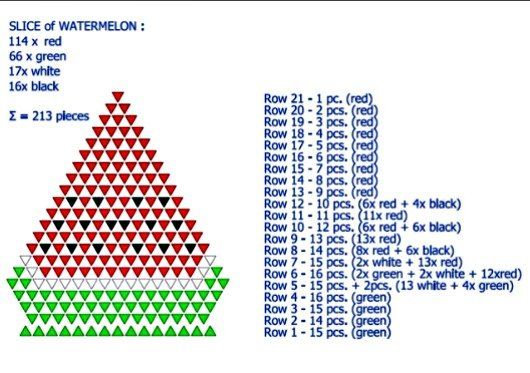 SLICE of WATERMELON :
114 x red
66 x green
17x white
16x black
Σ = 213 pieces
Row 21 - 1 pc. (red)
Row 20 - 2 pcs. (red)
Row 19 - 3 pcs. (red)
Row 18 - 4 pcs. (red)
Row 17 - 5 pcs. (red)
Row 16 - 6 pcs. (red)
Row 15 - 7 pcs. (red)
Row 14 - 8 pcs. (red)
Row 13 - 9 pcs. (red)
Row 12 - 10 pcs. (6x red + 4x black)
Row 11 - 11 pcs. (11x red)
Row 10 - 12 pcs. (6x red + 6x black)
Row 9 - 13 pcs. (13x red)
Row 8 - 14 pcs. (8x red + 6x black)
Row 7 - 15 pcs. (2x white + 13x red)
Row 6 - 16 pcs. (2x green + 2x white + 12xred)
Row 5 - 15 pcs. + 2pcs. (13 white + 4x green)
Row 4 - 16 pcs. (green)
Row 3 - 15 pcs. (green)
Row 2 - 14 pcs. (green)
Row 1 - 15 pcs. (green)